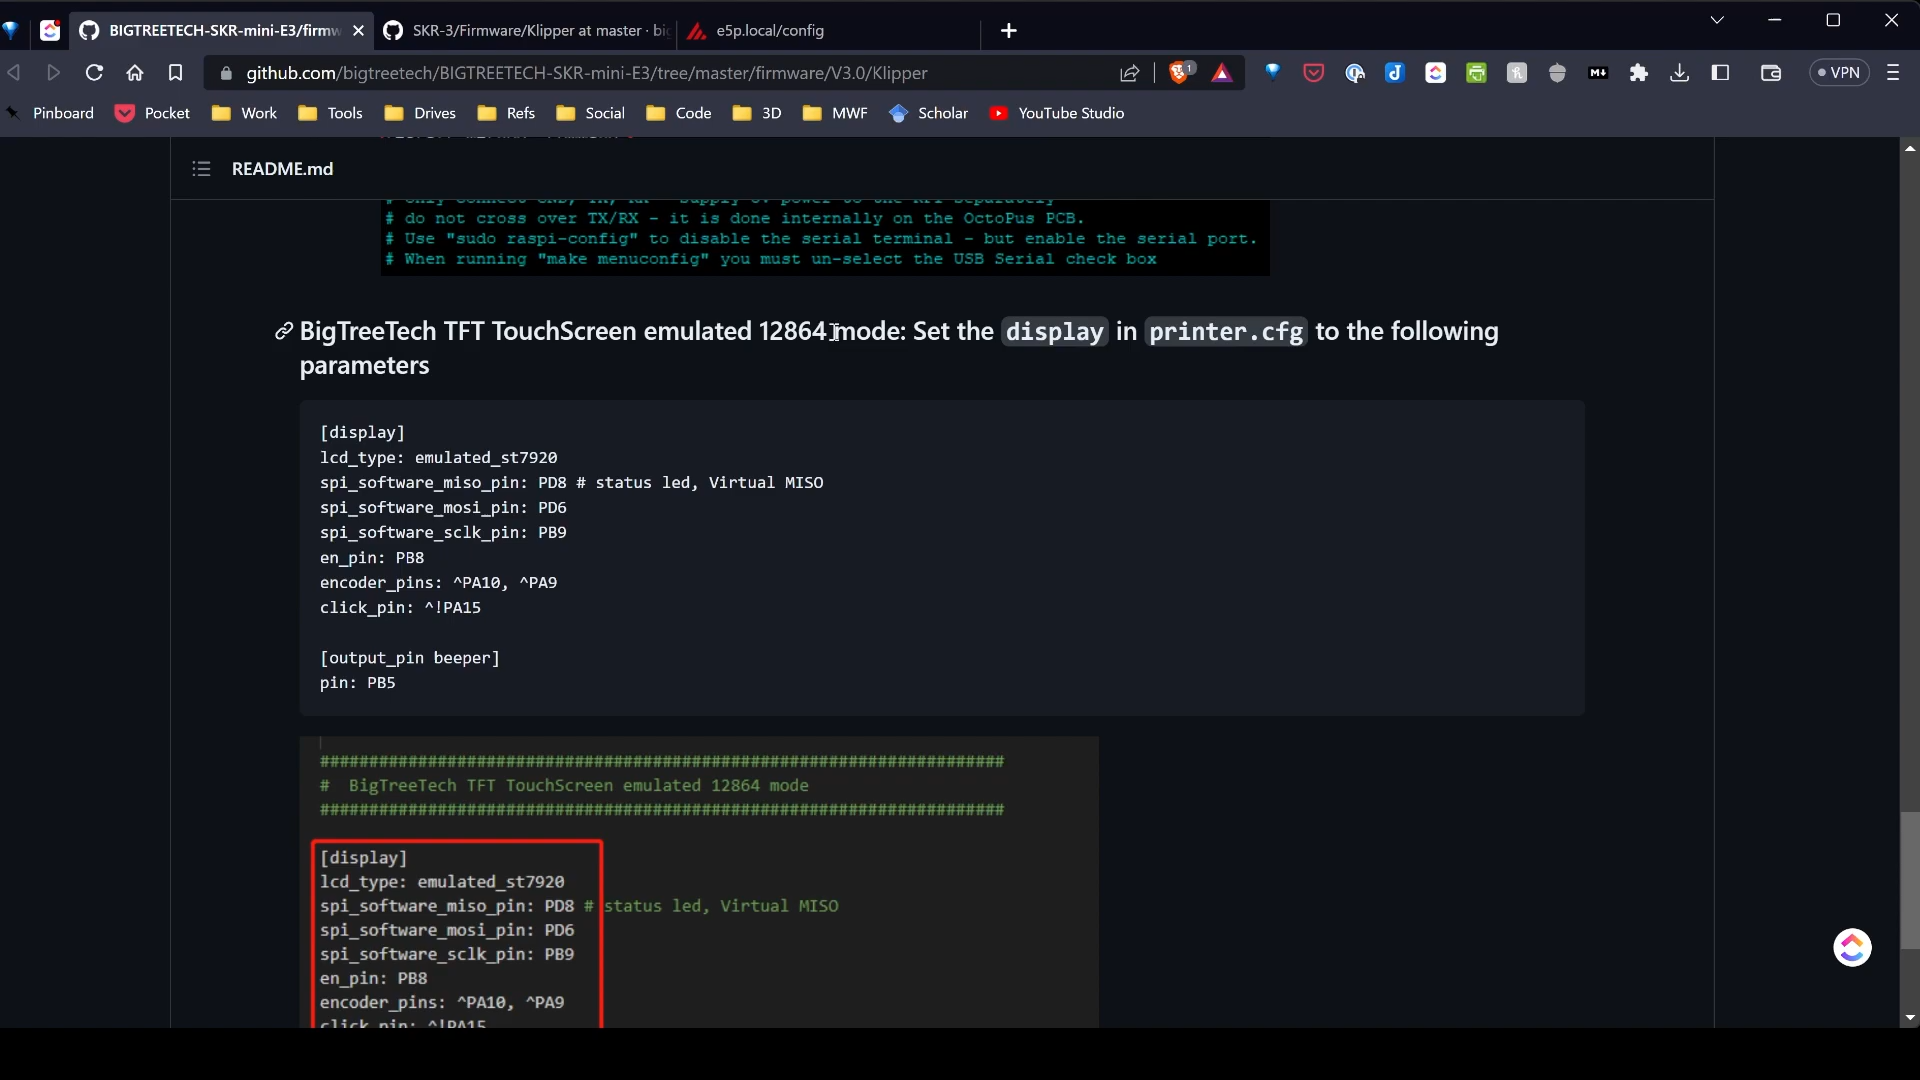 BIGTREETECH-SKR-mini-E3/firmw
SKR-3/Firmware/Klipper at master · big
e5p.local/config
github.com/bigtreetech/BIGTREETECH-SKR-mini-E3/tree/master/firmware/V3.0/Klipper
1
VPN
Pinboard
Pocket
Work
Tools
Drives
Refs
Social
Code
3D
MWF
Scholar
YouTube Studio
README.md
# do not cross over TX/RX - it is done internally on the OctoPus PCB.
# Use "sudo raspi-config" to disable the serial terminal - but enable the serial port.
# When running "make menuconfig" you must un-select the USB Serial check box
BigTreeTech TFT TouchScreen emulated 12864 mode: Set the display in printer.cfg to the following
parameters
[display]
lcd_type: emulated_st7920
spi_software_miso_pin: PD8 # status led, Virtual MISO
spi_software_mosi_pin: PD6
spi_software_sclk_pin: PB9
en_pin: PB8
encoder_pins: ^PA10, ^PA9
click_pin: ^!PA15
[output_pin beeper]
pin: PB5
######################################################################
# BigTreeTech TFT TouchScreen emulated 12864 mode
######################################################################
[display]
lcd_type: emulated_st7920
spi_software_miso_pin: PD8 # status led, Virtual MISO
spi_software_mosi_pin: PD6
spi_software_sclk_pin: PB9
en_pin: PB8
encoder_pins: ^PA10, ^PA9
click_pin: ^!PA15